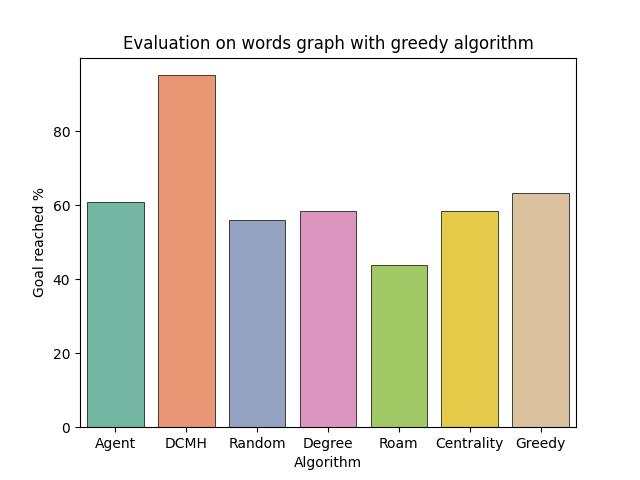 Evaluation on words graph with greedy algorithm
Goal reached %
80
60
40
20
0
Agent DCMH Random Degree Roam Centrality Greedy
Algorithm